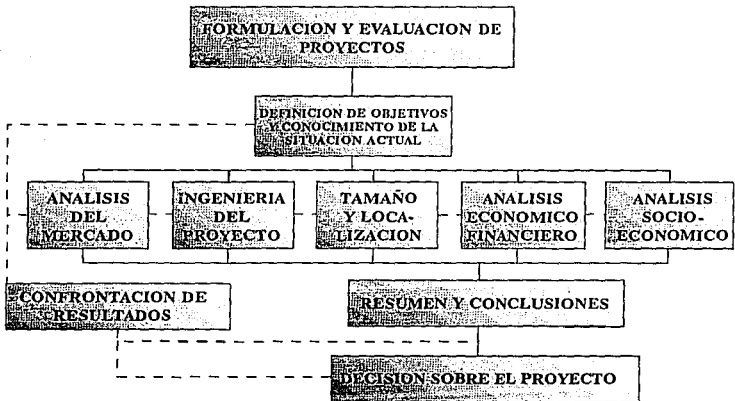 FORMULACION Y EVALUACION DE
PROYECTOS
DEFINICION DE OBJETIVOS
Y CONOCIMIENTO DE LA
SITUACION ACTUAL
ANALISIS
DEL
MERCADO
INGENIERIA
DEL
PROYECTO
TAMAÑO
Y LOCA-
LIZACION
ANALISIS
ECONOMICO
FINANCIERO
ANALISIS
SOCIO-
ECONOMICO
CONFRONTACION DE
RESULTADOS
RESUMEN Y CONCLUSIONES
DECISION SOBRE EL PROYECTO